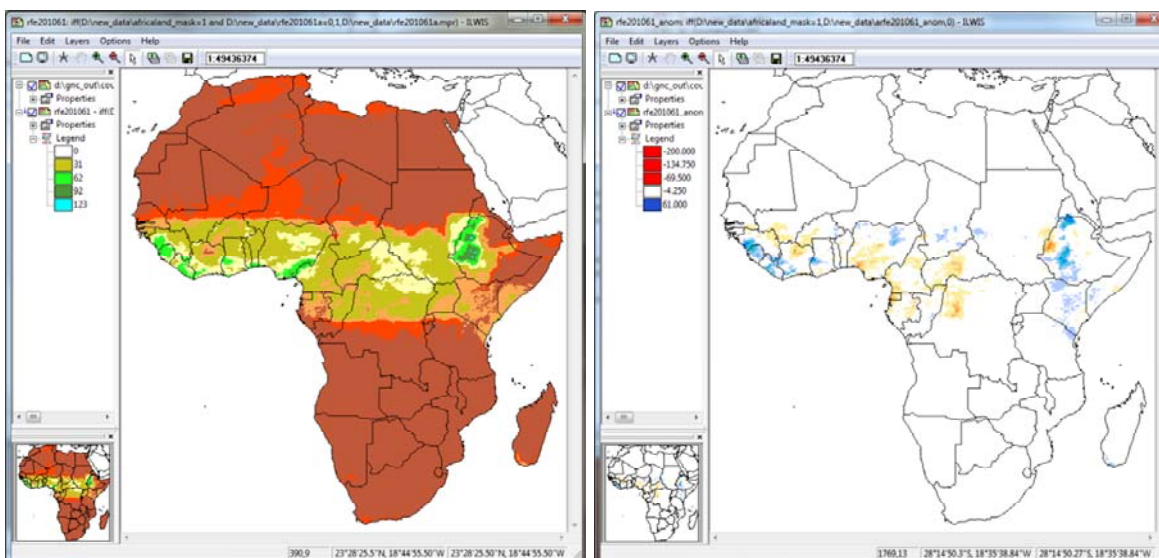 rfe201061: iff(D:\new_data\africaland_mask=1 and D:\new_data\rfe201061a=0,1,D:\new_data\rfe201061a.mpr) - ILWIS
File Edit Layers Options Help
1:49436374
d:\gnc_out\cou
Properties
rfe201061 - iff(D
Properties
Legend
0
31
62
92
123
390,9 23°28'25.5"N, 18°44'55.50"W 23°28'25.50"N, 18°44'55.50"W
rfe201061_anom: iff(D:\new_data\africaland_mask=1,D:\new_data\arfe201061_anom,0) - ILWIS
File Edit Layers Options Help
1:49436374
d:\gnc_out\cou
Properties
rfe201061_anom
Properties
Legend
-200.000
-134.750
-69.500
-4.250
61.000
1769,13 28°14'50.3"S, 18°35'38.84"W 28°14'50.27"S, 18°35'38.84"W